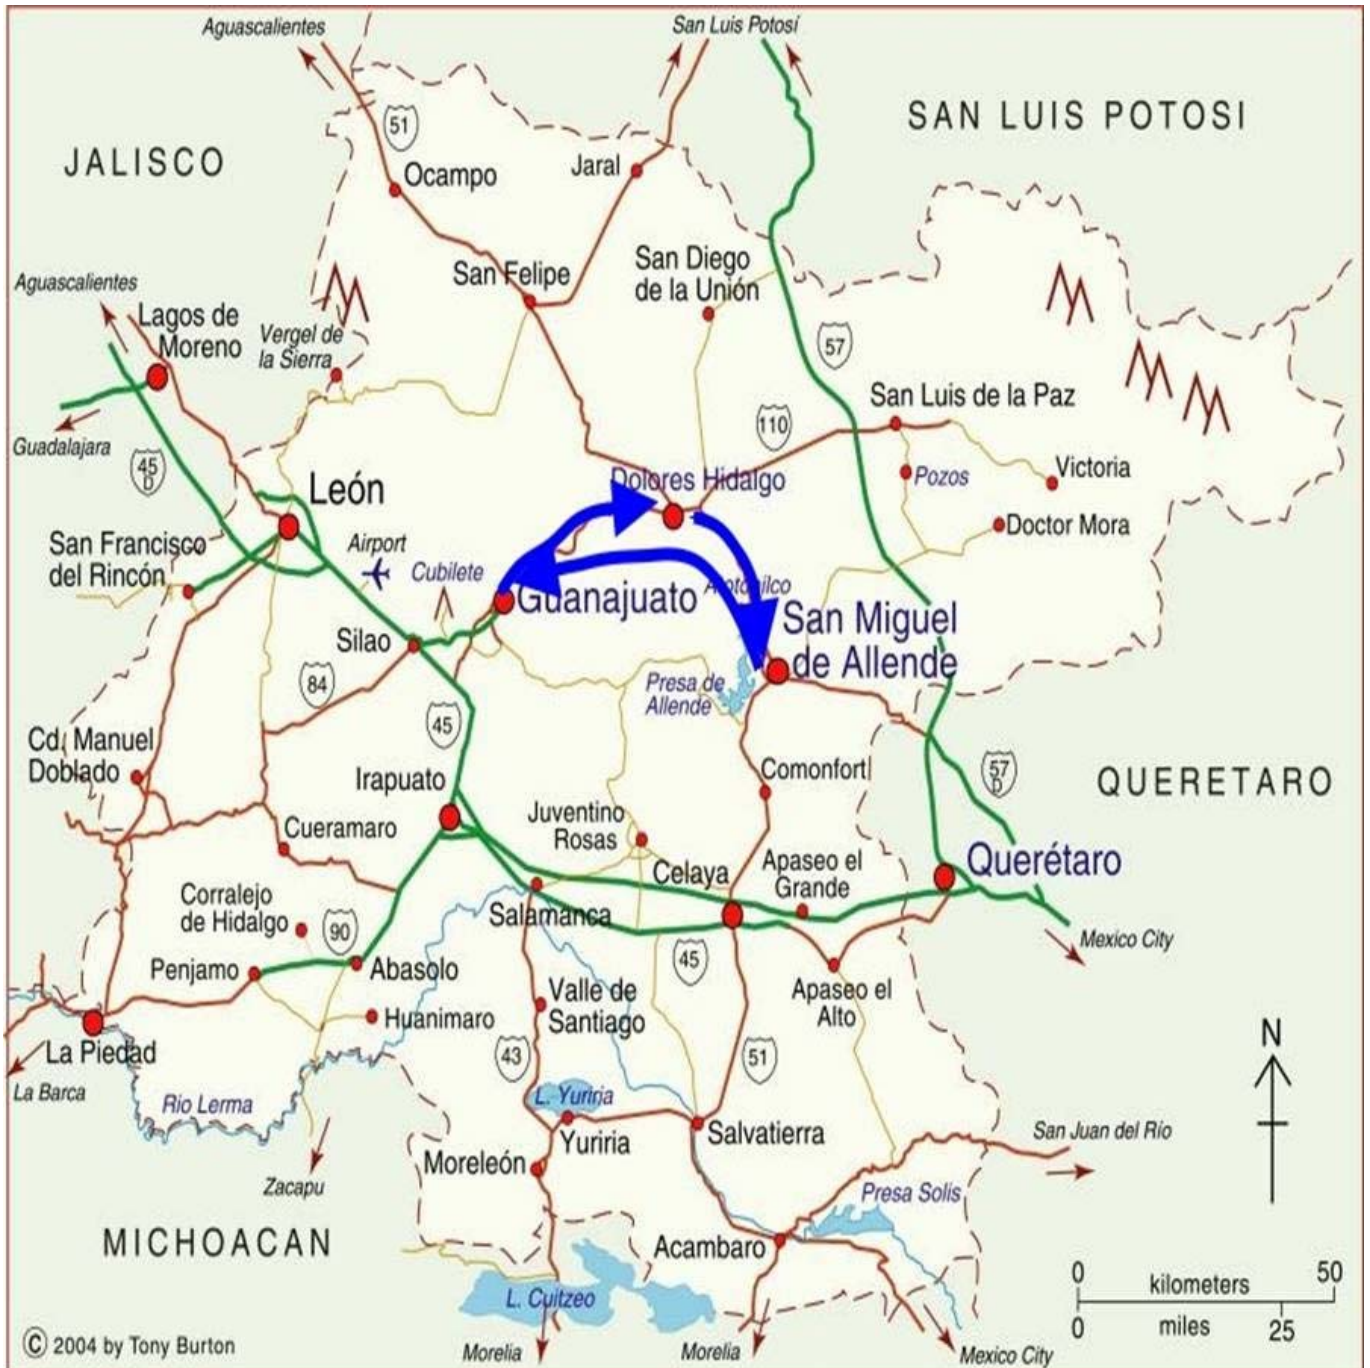 Aguascalientes
San Luis Potosí
SAN LUIS POTOSI
51
JALISCO
Jaral
Ocampo
San Diego
de la Unión
San Felipe
Aguascalientes
Lagos de
Moreno
Vergel de
la Sierra
57
San Luis de la Paz
110
Guadalajara
45
D
León
Dolores Hidalgo
Pozos
Victoria
Doctor Mora
San Francisco
del Rincón
Airport
Cubilete
Atotonilco
Guanajuato
San Miguel
de Allende
Silao
84
Presa de
Allende
45
Cd. Manuel
Doblado
Irapuato
Comonfort
57
D
QUERETARO
Cueramaro
Juventino
Rosas
Celaya
Apaseo el
Grande
Querétaro
Corralejo
de Hidalgo
Salamanca
90
Mexico City
Penjamo
Abasolo
45
Apaseo el
Alto
Valle de
Santiago
Huanimaro
La Piedad
43
51
N
La Barca
Rio Lerma
L. Yuriria
Yuriria
Salvatierra
San Juan del Río
Moreleón
Zacapu
Presa Solis
MICHOACAN
Acambaro
0
50
kilometers
L. Cuitzeo
0
miles
25
© 2004 by Tony Burton
Morelia
Morelia
Mexico City